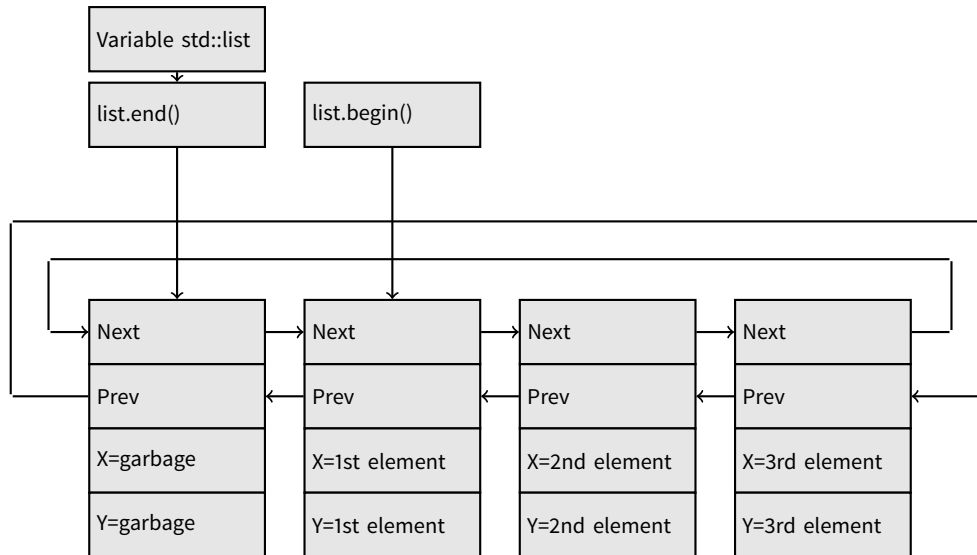 Variable std::list
list.end()
list.begin()
Next
Next
Next
Next
Prev
Prev
Prev
Prev
X=garbage
X=1st element
X=2nd element
X=3rd element
Y=garbage
Y=1st element
Y=2nd element
Y=3rd element